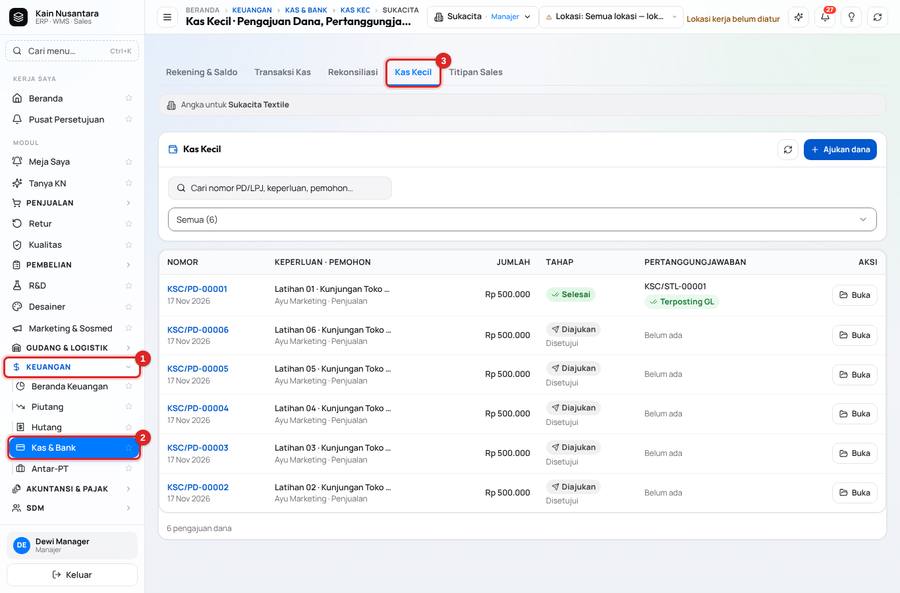 Kain Nusantara
ERP · WMS · Sales
Cari menu...
Ctrl+K
KERJA SAYA
Beranda
Pusat Persetujuan
MODUL
Meja Saya
Tanya KN
PENJUALAN
Retur
Kualitas
PEMBELIAN
R&D
Desainer
Marketing & Sosmed
GUDANG & LOGISTIK
KEUANGAN
1
Beranda Keuangan
Piutang
Hutang
Kas & Bank
2
Antar-PT
AKUNTANSI & PAJAK
SDM
DE
Dewi Manager
Manajer
Keluar
BERANDA › KEUANGAN › KAS & BANK › KAS KEC › SUKACITA
Kas Kecil · Pengajuan Dana, Pertanggungja...
Sukacita · Manajer
Lokasi: Semua lokasi — lok...
Lokasi kerja belum diatur
27
Rekening & Saldo
Transaksi Kas
Rekonsiliasi
Kas Kecil
3
Titipan Sales
Angka untuk Sukacita Textile
Kas Kecil
+ Ajukan dana
Cari nomor PD/LPJ, keperluan, pemohon...
Semua (6)
NOMOR KEPERLUAN · PEMOHON JUMLAH TAHAP PERTANGGUNGJAWABAN AKSI
KSC/PD-00001 Latihan 01 · Kunjungan Toko ... Rp 500.000 Selesai KSC/STL-00001 Buka
17 Nov 2026 Ayu Marketing · Penjualan Terposting GL
KSC/PD-00006 Latihan 06 · Kunjungan Toko ... Rp 500.000 Diajukan Belum ada Buka
17 Nov 2026 Ayu Marketing · Penjualan Disetujui
KSC/PD-00005 Latihan 05 · Kunjungan Toko ... Rp 500.000 Diajukan Belum ada Buka
17 Nov 2026 Ayu Marketing · Penjualan Disetujui
KSC/PD-00004 Latihan 04 · Kunjungan Toko ... Rp 500.000 Diajukan Belum ada Buka
17 Nov 2026 Ayu Marketing · Penjualan Disetujui
KSC/PD-00003 Latihan 03 · Kunjungan Toko ... Rp 500.000 Diajukan Belum ada Buka
17 Nov 2026 Ayu Marketing · Penjualan Disetujui
KSC/PD-00002 Latihan 02 · Kunjungan Toko ... Rp 500.000 Diajukan Belum ada Buka
17 Nov 2026 Ayu Marketing · Penjualan Disetujui
6 pengajuan dana